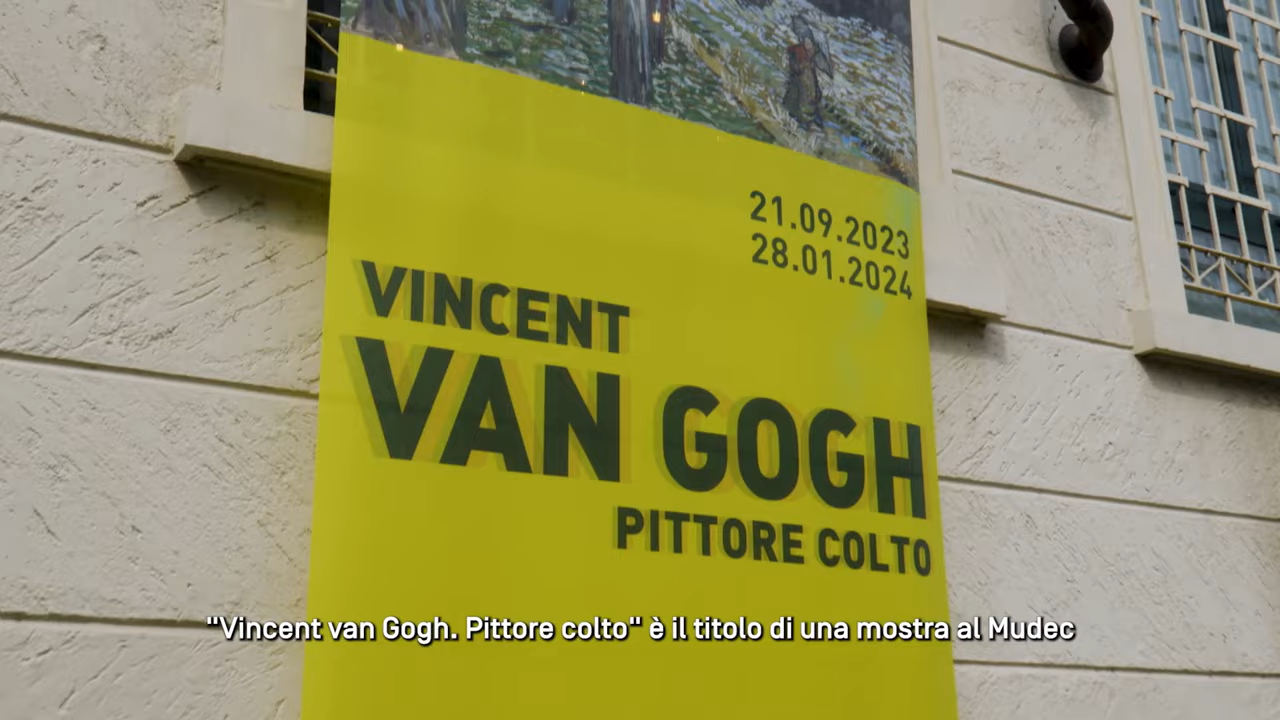 21.09.2023
28.01.2024
VINCENT
VAN GOGH
PITTORE COLTO
"Vincent van Gogh. Pittore colto" è il titolo di una mostra al Mudec